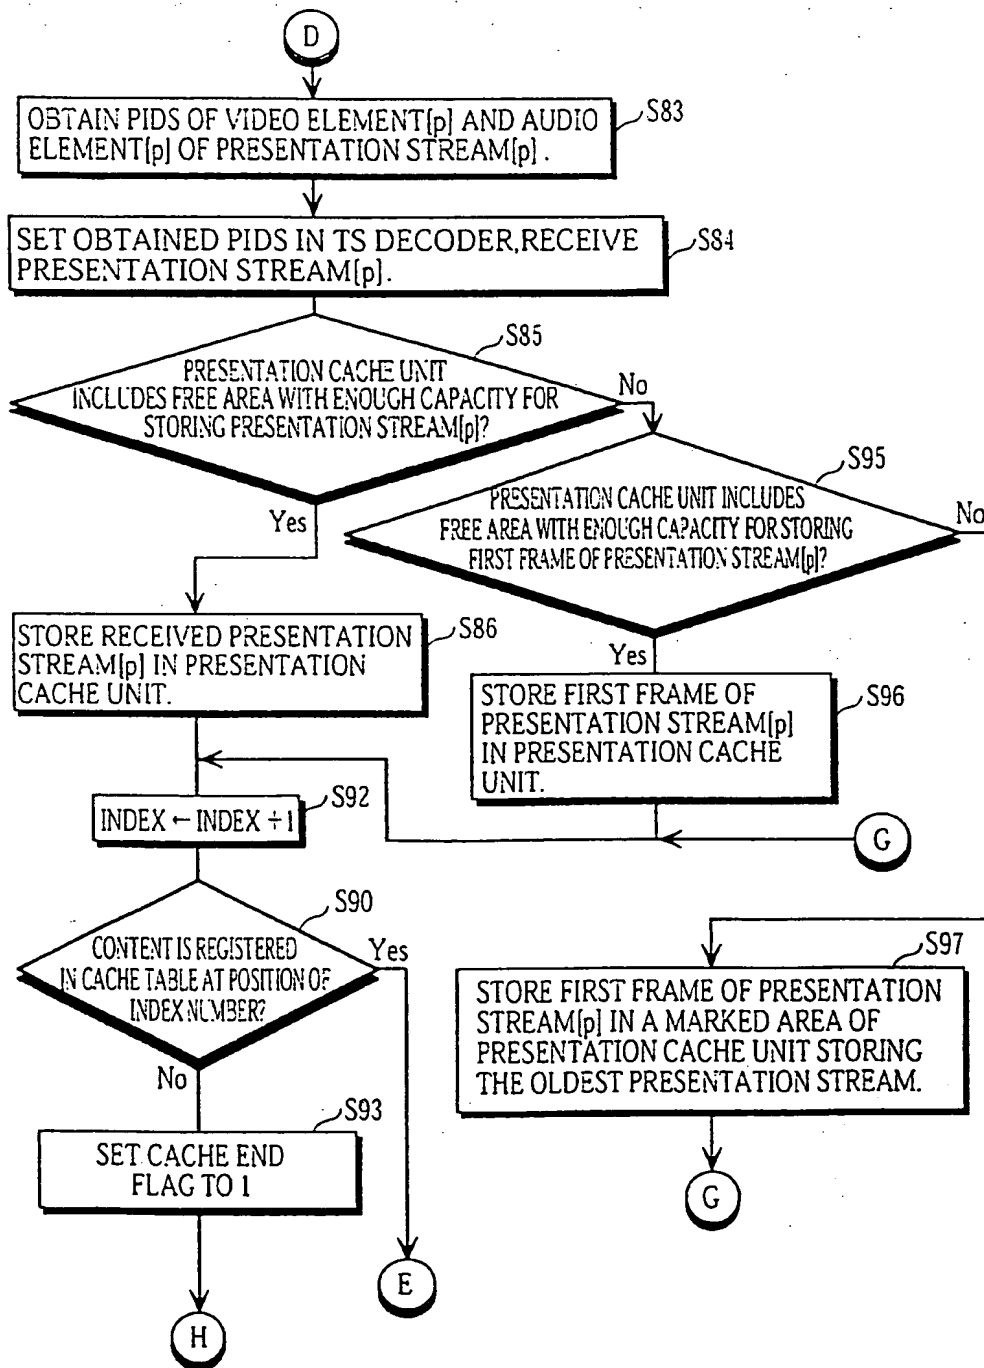 D
OBTAIN PIDS OF VIDEO ELEMENT[p] AND AUDIO
ELEMENT[p] OF PRESENTATION STREAM[p] .
S83
SET OBTAINED PIDS IN TS DECODER,RECEIVE
PRESENTATION STREAM[p].
S84
S85
PRESENTATION CACHE UNIT
INCLUDES FREE AREA WITH ENOUGH CAPACITY FOR
STORING PRESENTATION STREAM[p]?
No
Yes
S95
PRESENTATION CACHE UNIT INCLUDES
FREE AREA WITH ENOUGH CAPACITY FOR STORING
FIRST FRAME OF PRESENTATION STREAM[p]?
No
Yes
STORE RECEIVED PRESENTATION
STREAM[p] IN PRESENTATION
CACHE UNIT.
S86
STORE FIRST FRAME OF
PRESENTATION STREAM[p]
IN PRESENTATION CACHE
UNIT.
S96
INDEX ← INDEX +1
S92
G
S90
CONTENT IS REGISTERED
IN CACHE TABLE AT POSITION OF
INDEX NUMBER?
Yes
No
S97
STORE FIRST FRAME OF PRESENTATION
STREAM[p] IN A MARKED AREA OF
PRESENTATION CACHE UNIT STORING
THE OLDEST PRESENTATION STREAM.
S93
SET CACHE END
FLAG TO 1
G
E
H